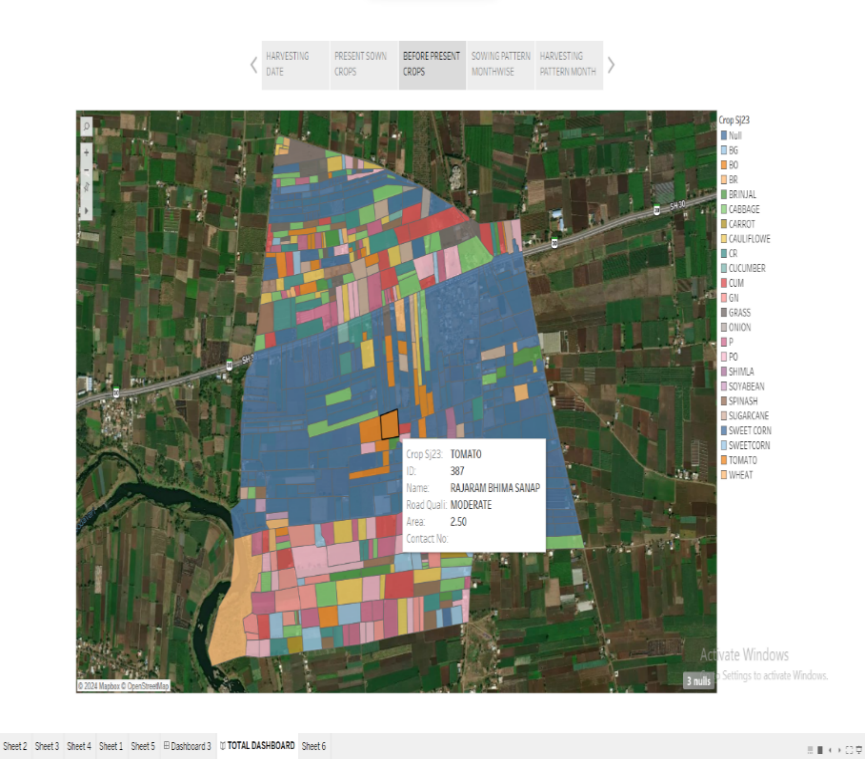 HARVESTING DATE
PRESENT SOWN CROPS
BEFORE PRESENT CROPS
SOWING PATTERN MONTHWISE
HARVESTING PATTERN MONTH
Crop Sj23
Null
BG
BO
BR
BRINJAL
CABBAGE
CARROT
CAULIFLOWE
CR
CUCUMBER
CUM
GN
GRASS
ONION
P
PO
SHIMLA
SOYABEAN
SPINASH
SUGARCANE
SWEET CORN
SWEETCORN
TOMATO
WHEAT
SH30
Crop Sj23: TOMATO
ID: 387
Name: RAJARAM BHIMA SANAP
Road Quali: MODERATE
Area: 2.50
Contact No:
© 2024 Mapbox © OpenStreetMap
3 nulls
Activate Windows
Settings to activate Windows.
Sheet 2 Sheet 3 Sheet 4 Sheet 1 Sheet 5 Dashboard 3 TOTAL DASHBOARD Sheet 6